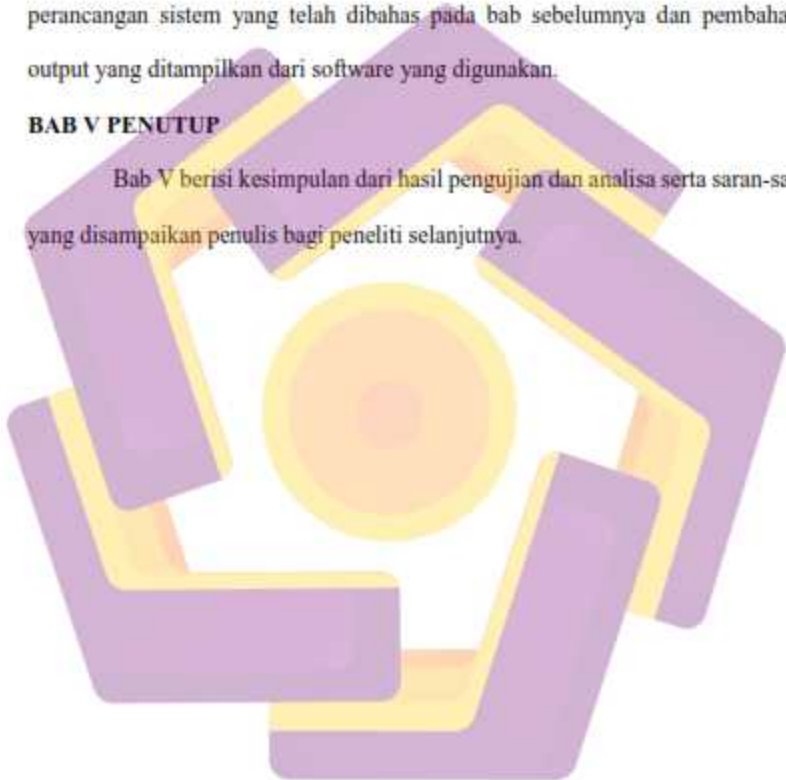 perancangan sistem yang telah dibahas pada bab sebelumnya dan pembaha
output yang ditampilkan dari software yang digunakan.
BAB V PENUTUP
Bab V berisi kesimpulan dari hasil pengujian dan analisa serta saran-sa
yang disampaikan penulis bagi peneliti selanjutnya.